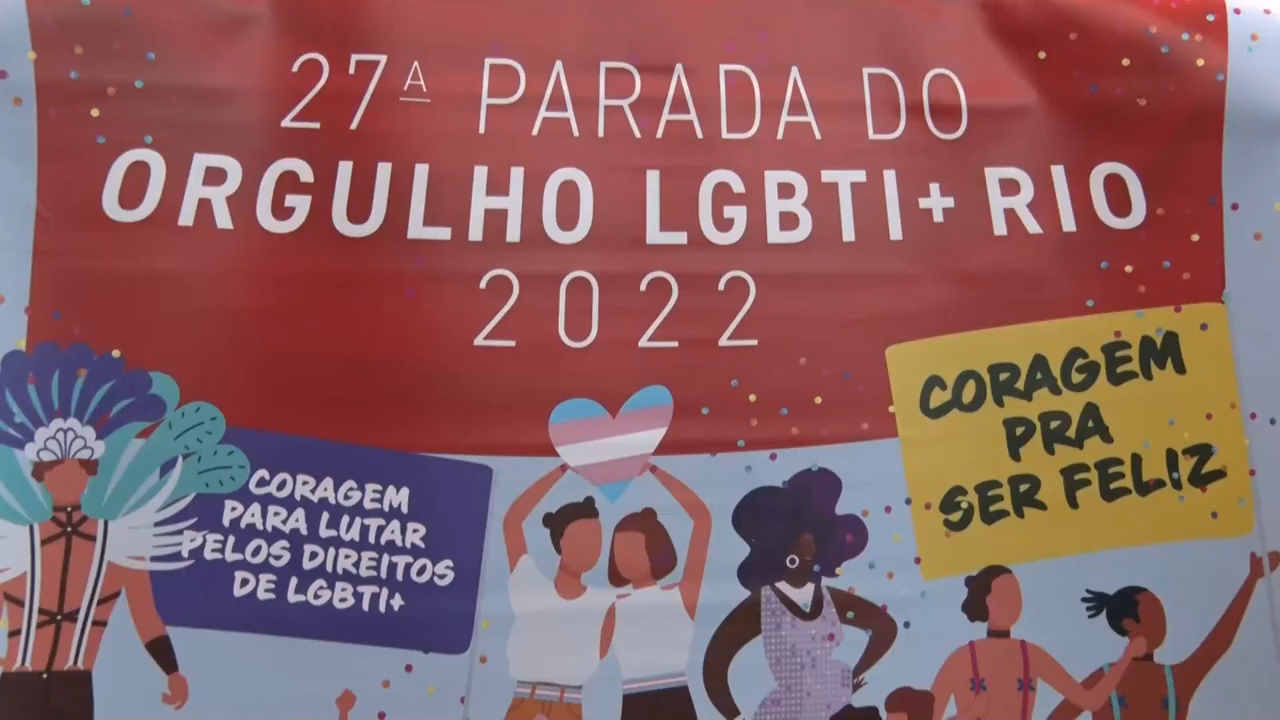 27ª PARADA DO
ORGULHO LGBTI+ RIO
2022
CORAGEM
PRA
SER FELIZ
CORAGEM
PARA LUTAR
PELOS DIREITOS
DE LGBTI+